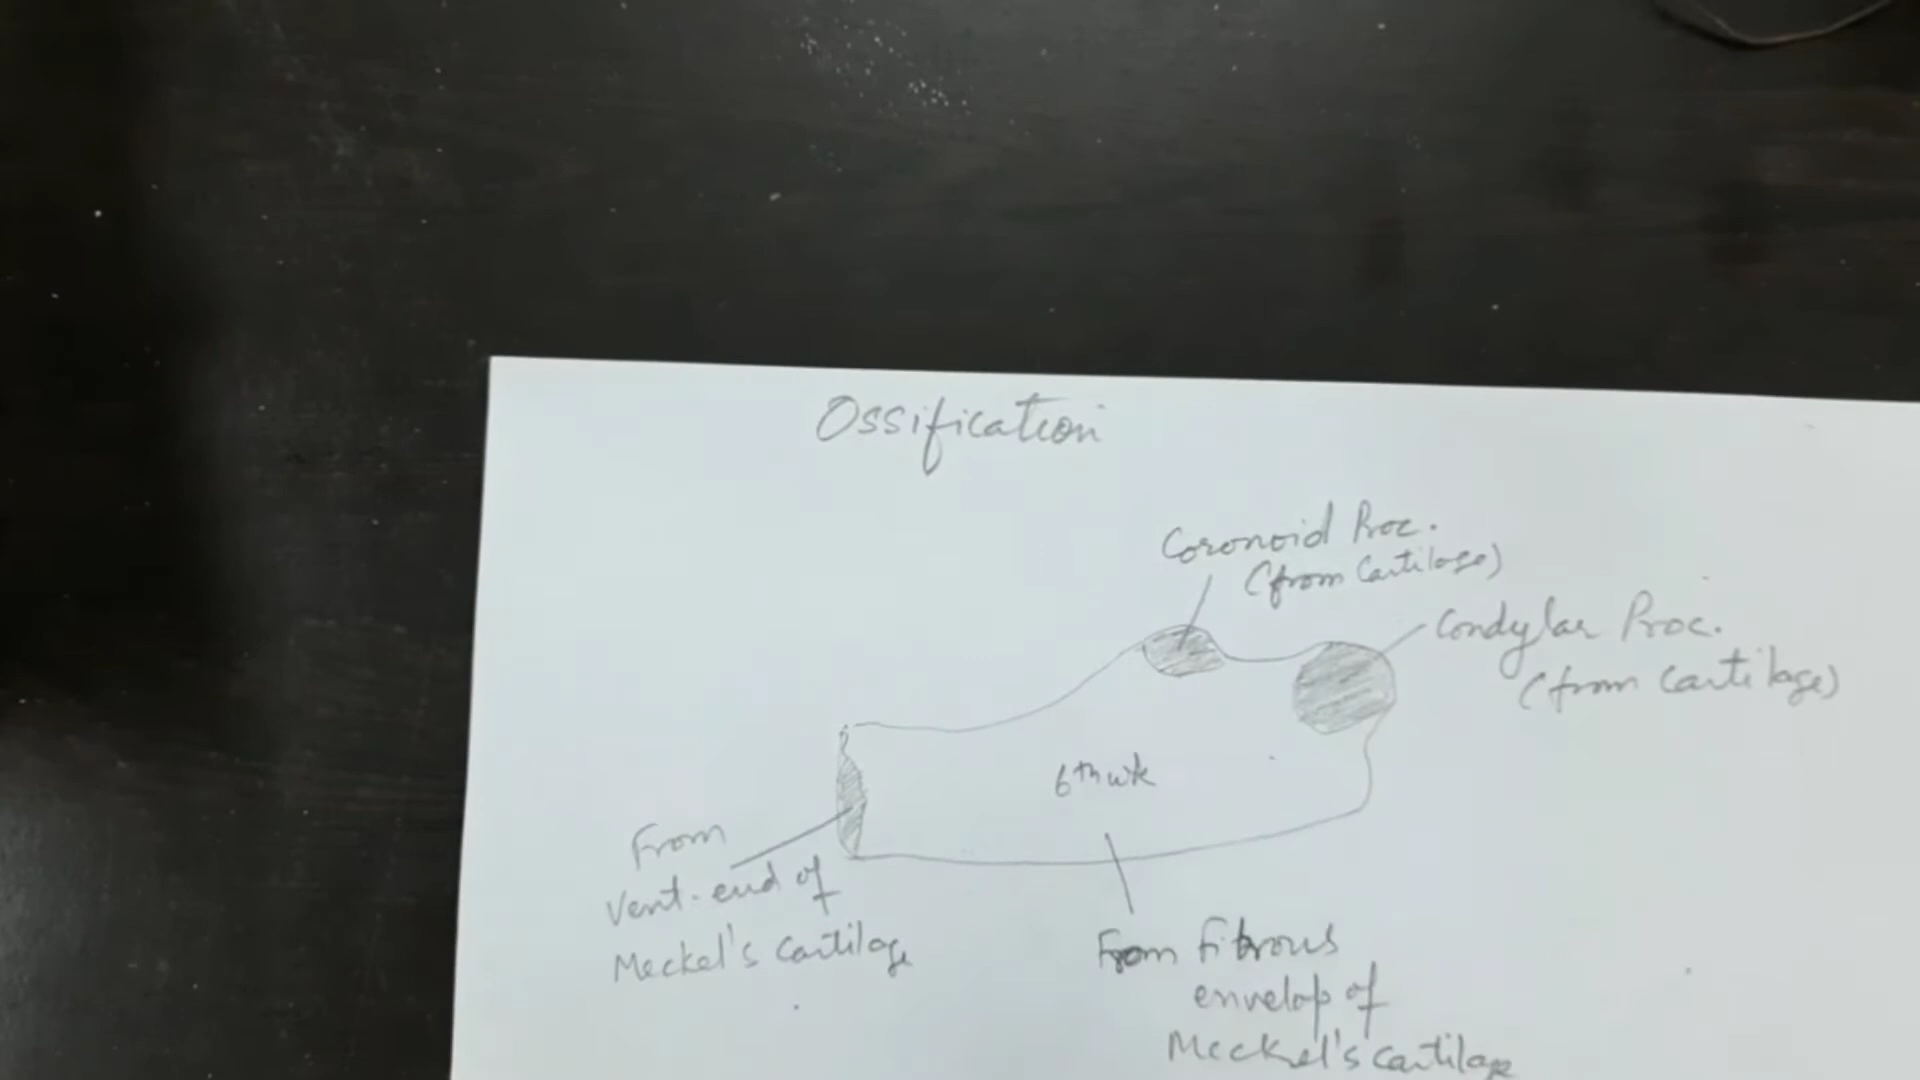 Ossification
Coronoid Proc.
(from Cartilage)
Condylar Proc.
(from Cartilage)
6th wk
From
Vent. end of
Meckel's Cartilage
From Fibrous
envelop of
Meckel's Cartilage